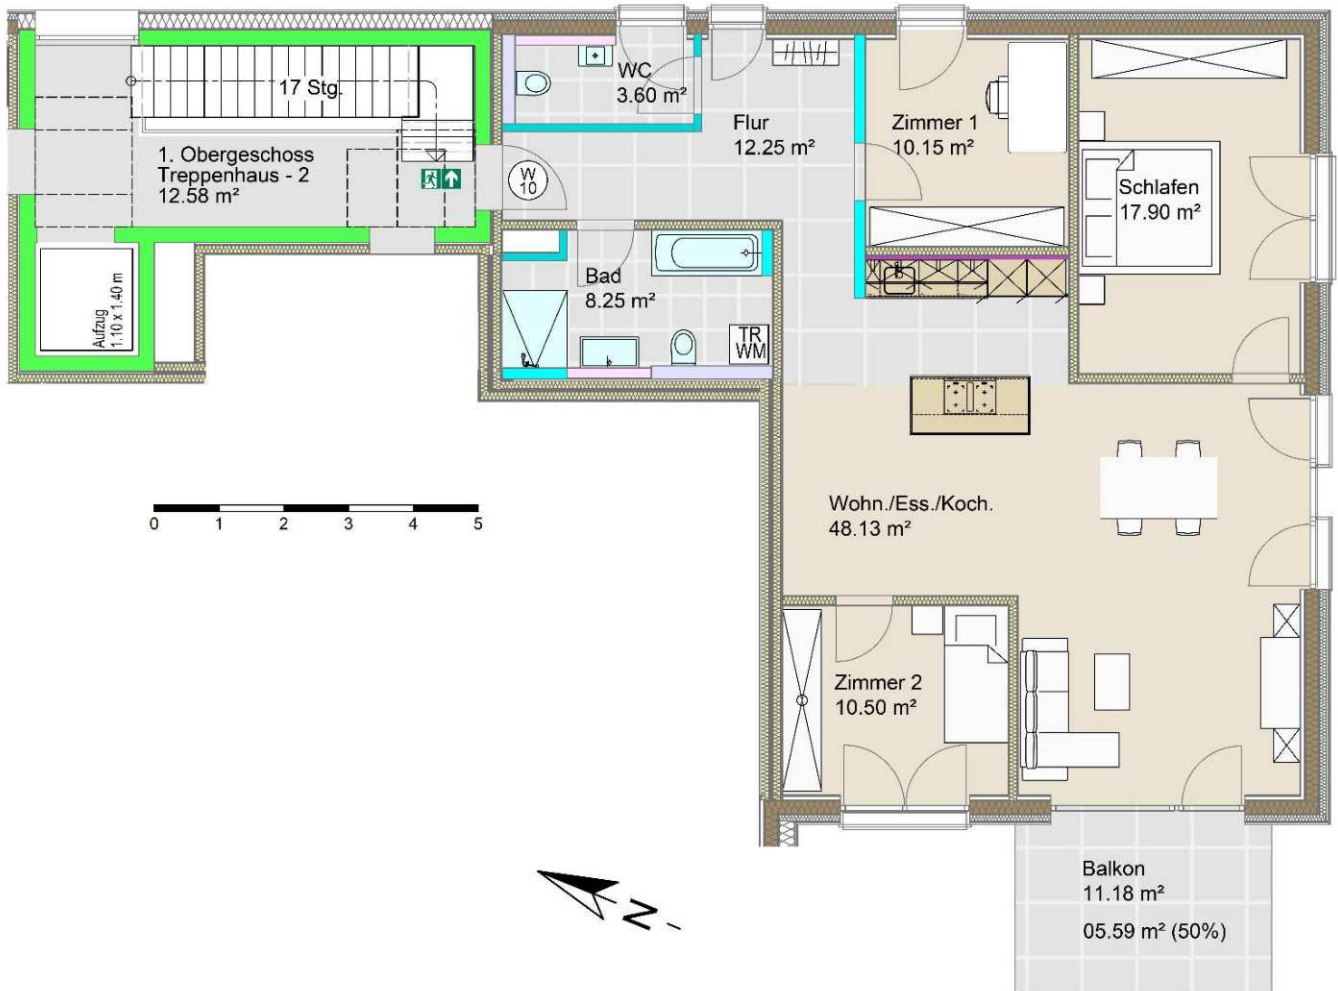 17 Stg.
1. Obergeschoss
Treppenhaus - 2
12.58 m²
Aufzug
1.10 x 1.40 m
W
10
WC
3.60 m²
Flur
12.25 m²
Zimmer 1
10.15 m²
Schlafen
17.90 m²
Bad
8.25 m²
TR
WM
Wohn./Ess./Koch.
48.13 m²
0 1 2 3 4 5
Zimmer 2
10.50 m²
Balkon
11.18 m²
05.59 m² (50%)
N